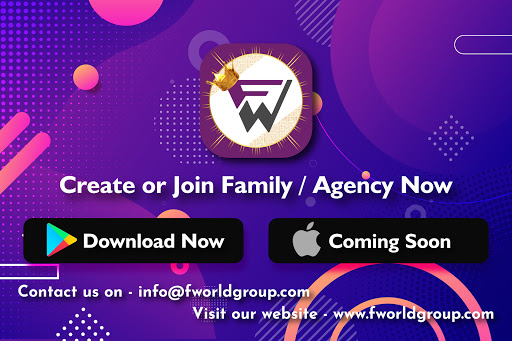 FW
Create or Join Family / Agency Now
Download Now
Coming Soon
Contact us on - info@fworldgroup.com
Visit our website - www.fworldgroup.com